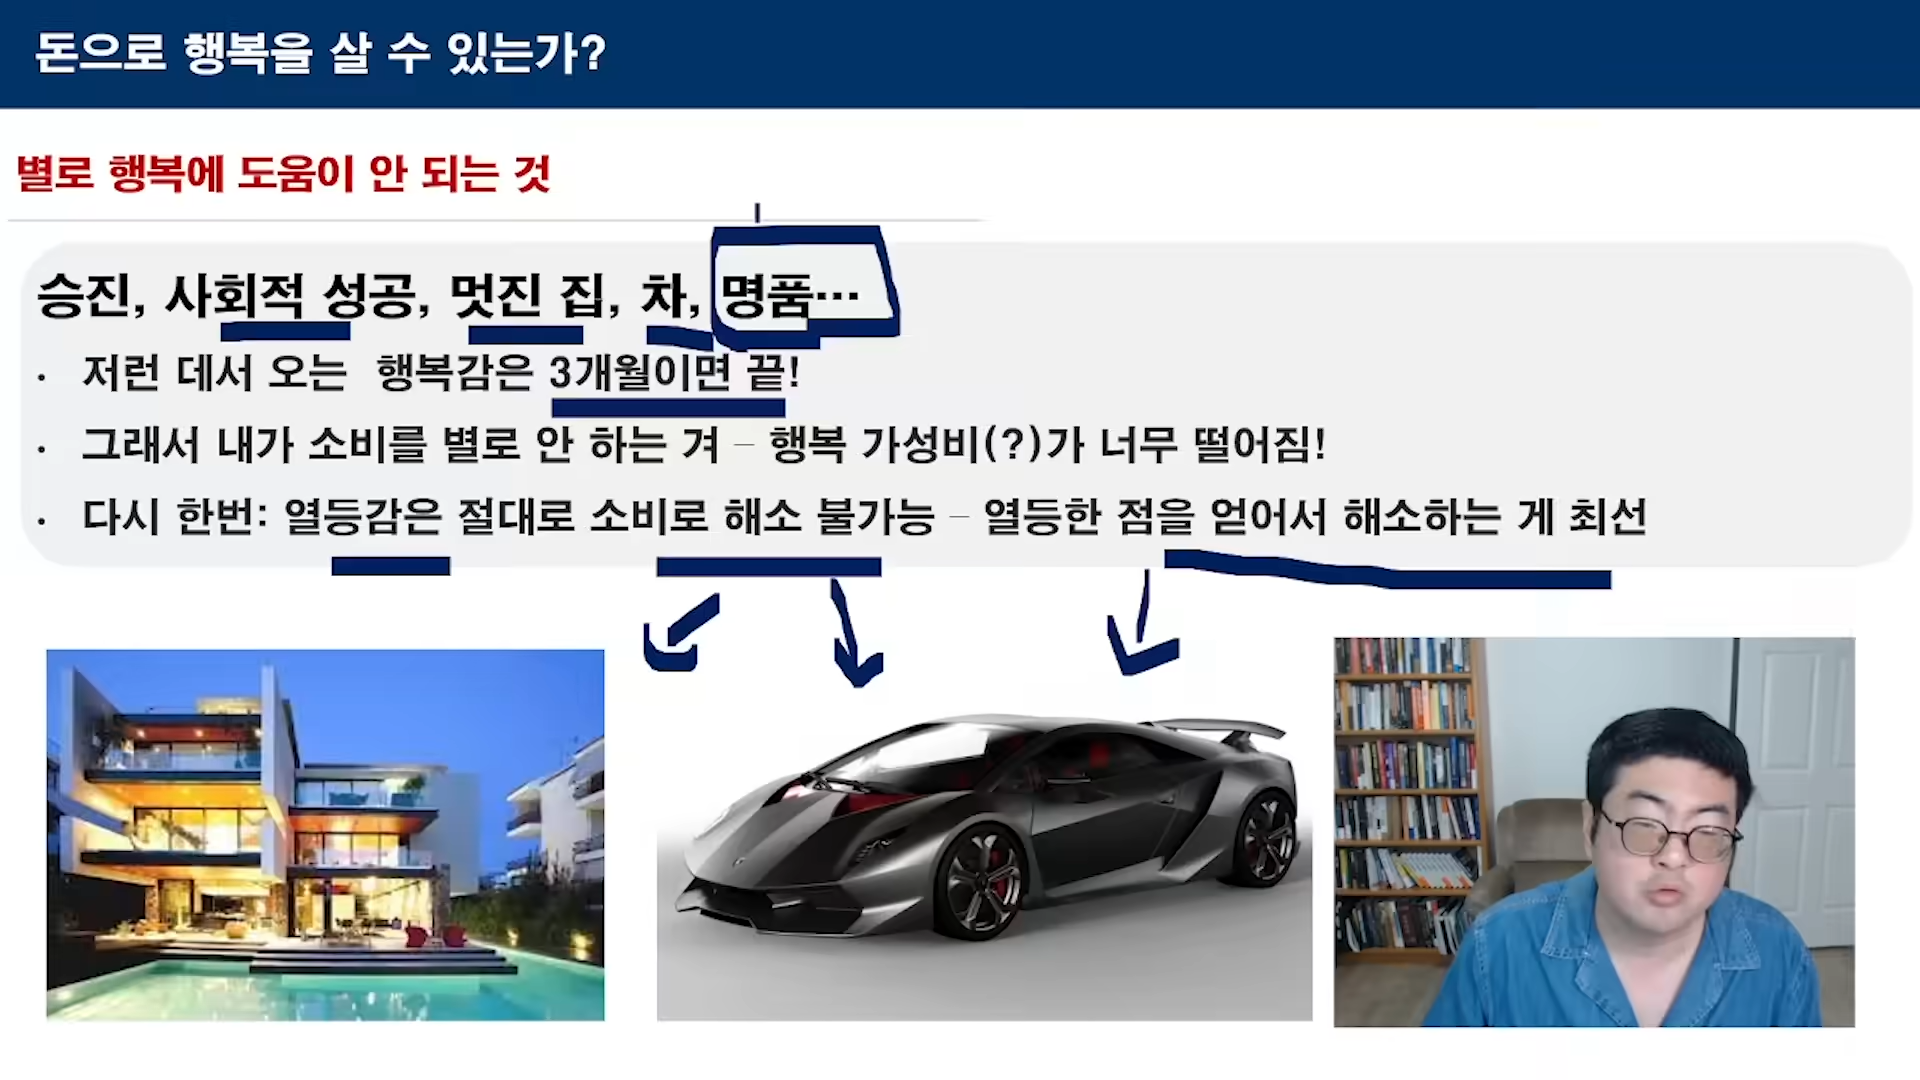 돈으로 행복을 살 수 있는가?
별로 행복에 도움이 안 되는 것
승진, 사회적 성공, 멋진 집, 차, 명품…
· 저런 데서 오는 행복감은 3개월이면 끝!
· 그래서 내가 소비를 별로 안 하는 겨 – 행복 가성비(?)가 너무 떨어짐!
· 다시 한번: 열등감은 절대로 소비로 해소 불가능 – 열등한 점을 얻어서 해소하는 게 최선